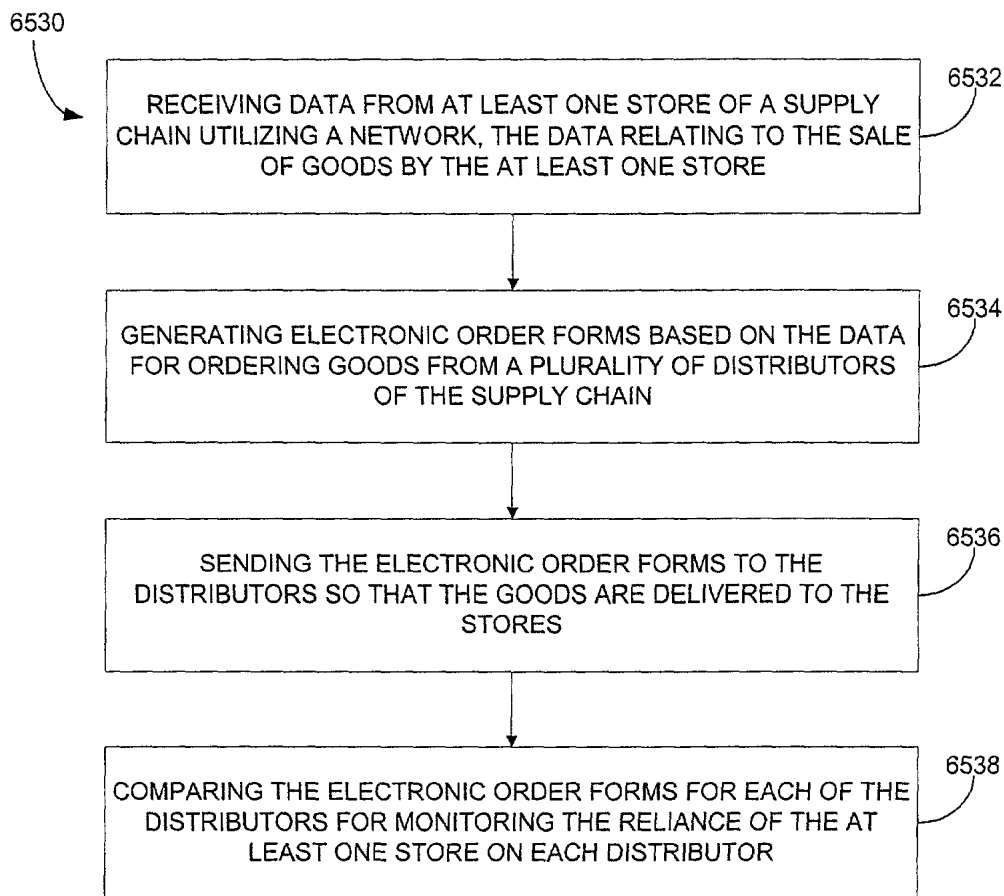 6530
6532
RECEIVING DATA FROM AT LEAST ONE STORE OF A SUPPLY
CHAIN UTILIZING A NETWORK, THE DATA RELATING TO THE SALE
OF GOODS BY THE AT LEAST ONE STORE
6534
GENERATING ELECTRONIC ORDER FORMS BASED ON THE DATA
FOR ORDERING GOODS FROM A PLURALITY OF DISTRIBUTORS
OF THE SUPPLY CHAIN
6536
SENDING THE ELECTRONIC ORDER FORMS TO THE
DISTRIBUTORS SO THAT THE GOODS ARE DELIVERED TO THE
STORES
6538
COMPARING THE ELECTRONIC ORDER FORMS FOR EACH OF THE
DISTRIBUTORS FOR MONITORING THE RELIANCE OF THE AT
LEAST ONE STORE ON EACH DISTRIBUTOR